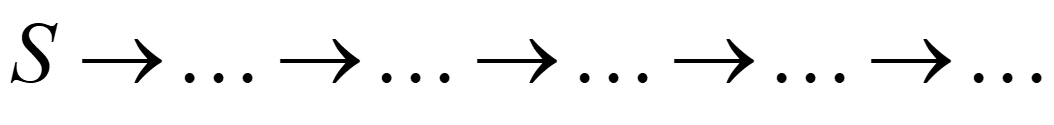 S → ... → ... → ... → ... → ...